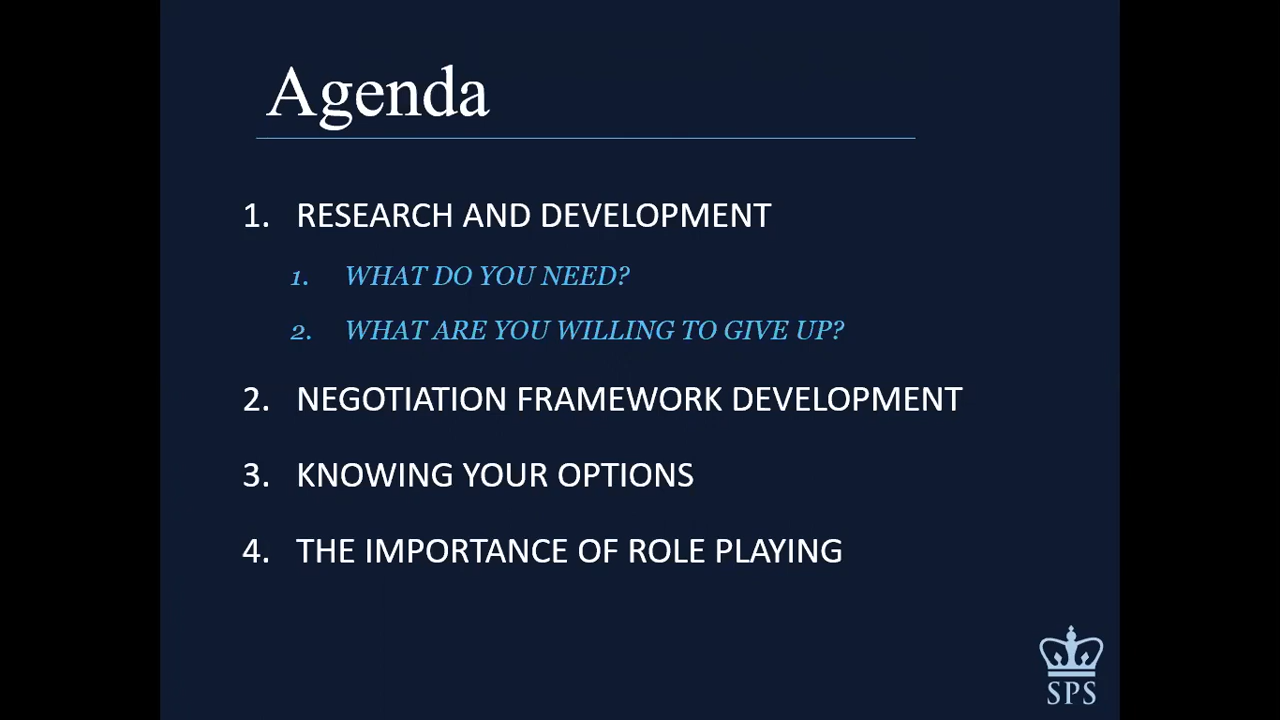 Agenda
1. RESEARCH AND DEVELOPMENT
1. WHAT DO YOU NEED?
2. WHAT ARE YOU WILLING TO GIVE UP?
2. NEGOTIATION FRAMEWORK DEVELOPMENT
3. KNOWING YOUR OPTIONS
4. THE IMPORTANCE OF ROLE PLAYING
SPS